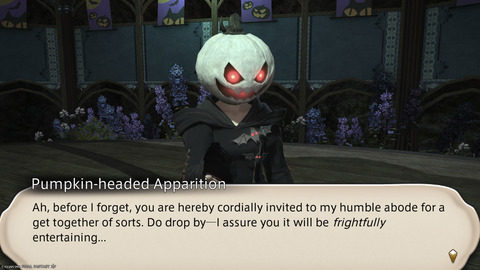 Pumpkin-headed Apparition
Ah, before I forget, you are hereby cordially invited to my humble abode for a
get together of sorts. Do drop by—I assure you it will be frightfully
entertaining...